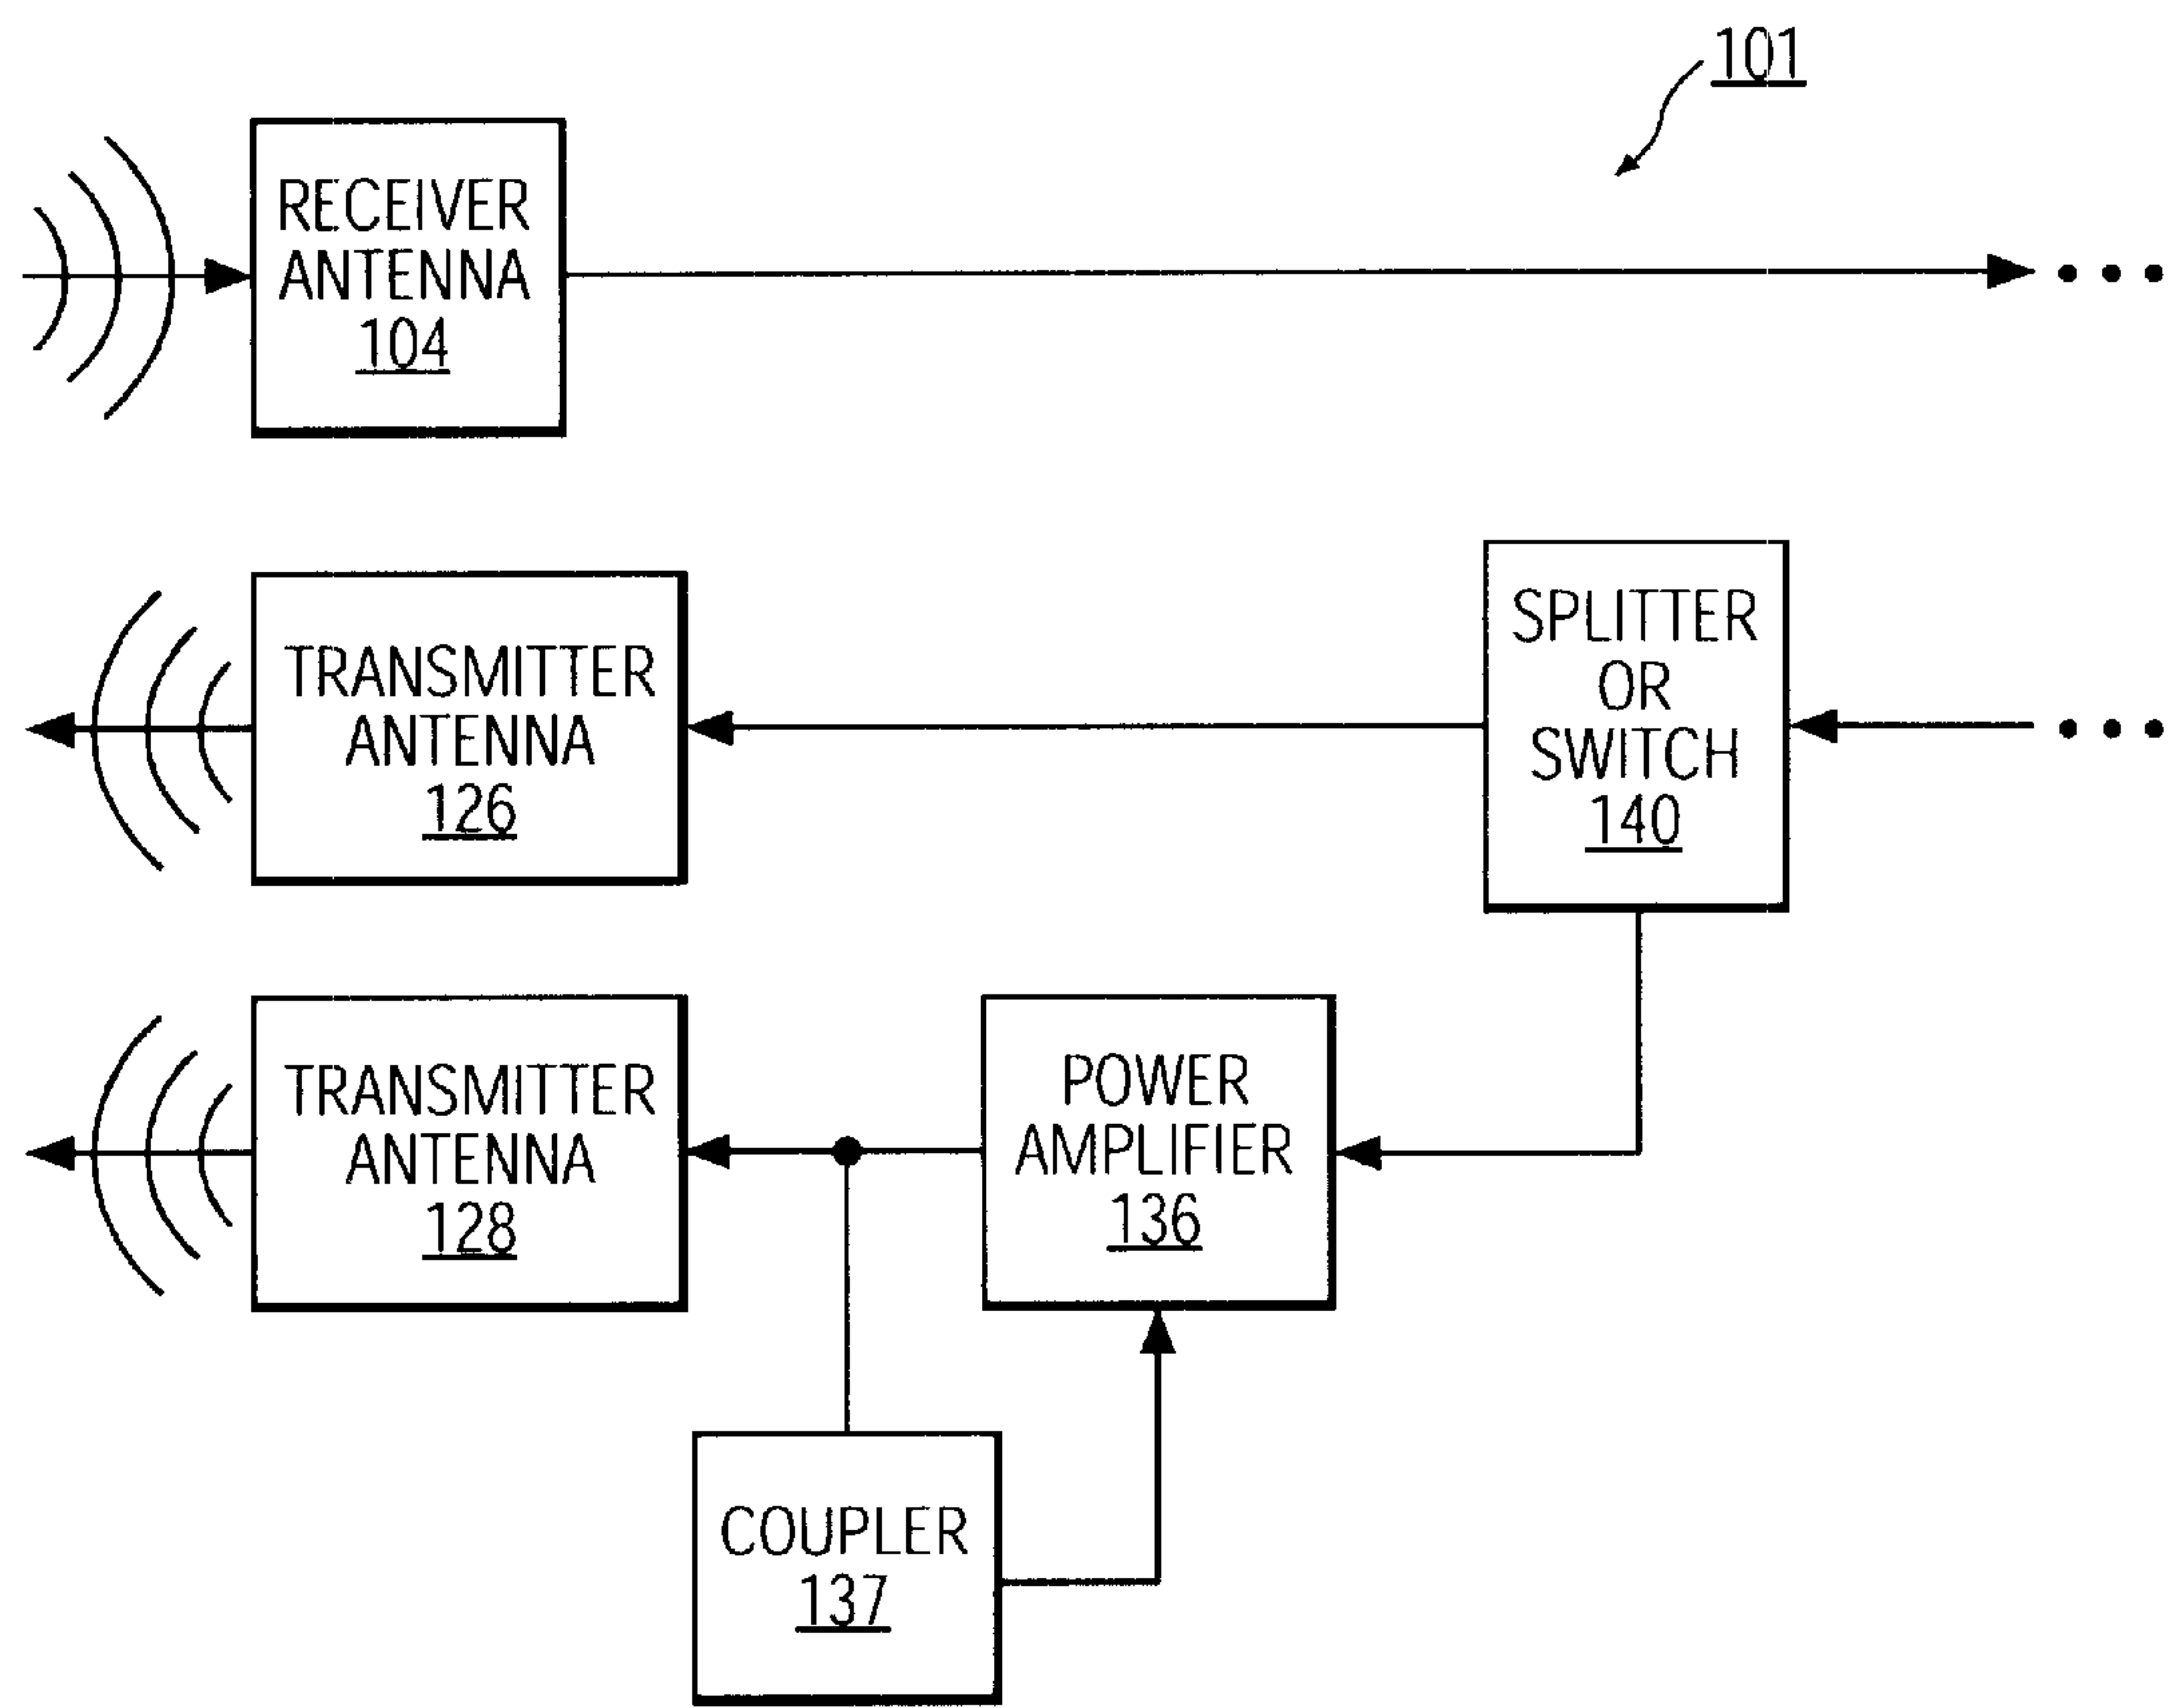 101
RECEIVER
ANTENNA
104
TRANSMITTER
ANTENNA
126
SPLITTER
OR
SWITCH
140
TRANSMITTER
ANTENNA
128
POWER
AMPLIFIER
136
COUPLER
137